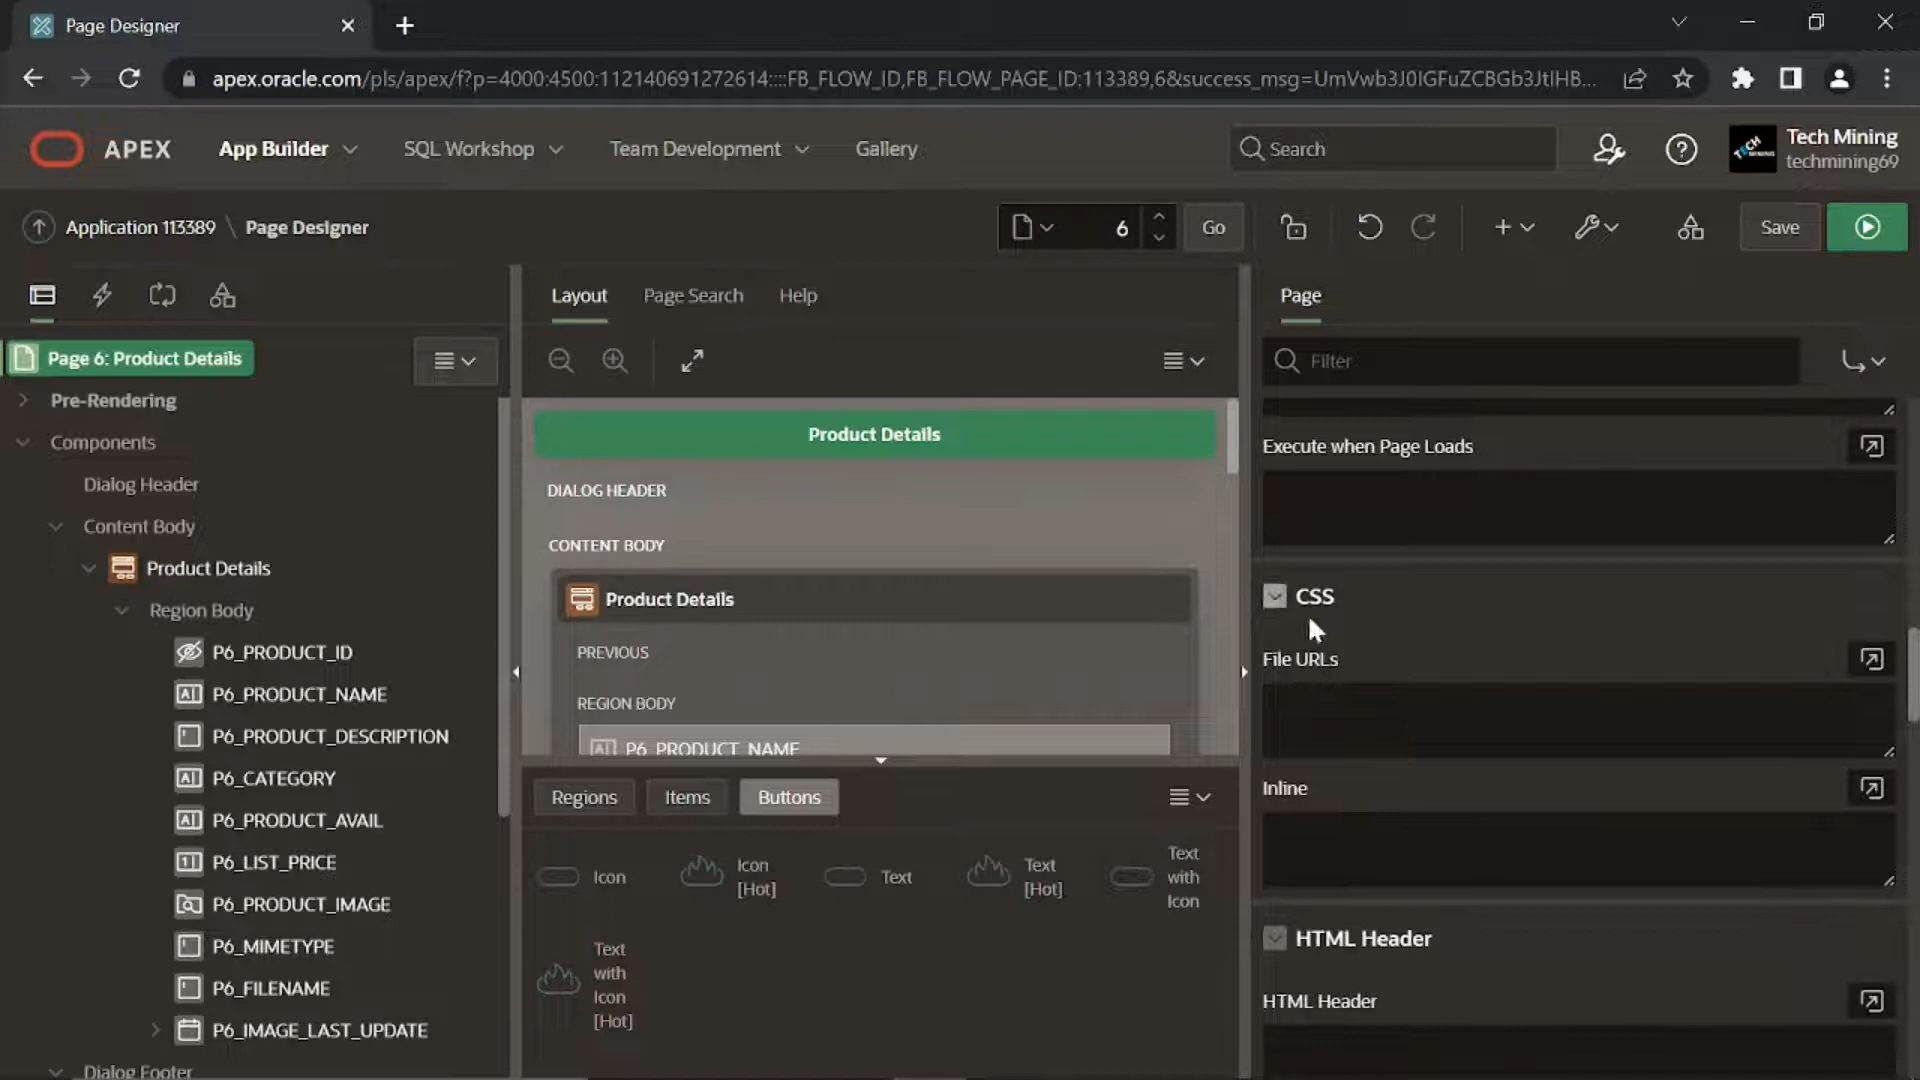 Page Designer
apex.oracle.com/pls/apex/f?p=4000:4500:112140691272614::::FB_FLOW_ID,FB_FLOW_PAGE_ID:113389,6&success_msg=UmVwb3J0IGFuZCBGb3JtIHB...
APEX
App Builder
SQL Workshop
Team Development
Gallery
Search
Tech Mining
techmining69
Application 113389 \ Page Designer
6
Go
Save
Layout
Page Search
Help
Page
Page 6: Product Details
Pre-Rendering
Components
Dialog Header
Content Body
Product Details
Region Body
P6_PRODUCT_ID
P6_PRODUCT_NAME
P6_PRODUCT_DESCRIPTION
P6_CATEGORY
P6_PRODUCT_AVAIL
P6_LIST_PRICE
P6_PRODUCT_IMAGE
P6_MIMETYPE
P6_FILENAME
P6_IMAGE_LAST_UPDATE
Dialog Footer
Product Details
DIALOG HEADER
CONTENT BODY
Product Details
PREVIOUS
REGION BODY
P6_PRODUCT_NAME
Regions
Items
Buttons
Icon
Icon
[Hot]
Text
Text
[Hot]
Text
with
Icon
Text
with
Icon
[Hot]
Filter
Execute when Page Loads
CSS
File URLs
Inline
HTML Header
HTML Header